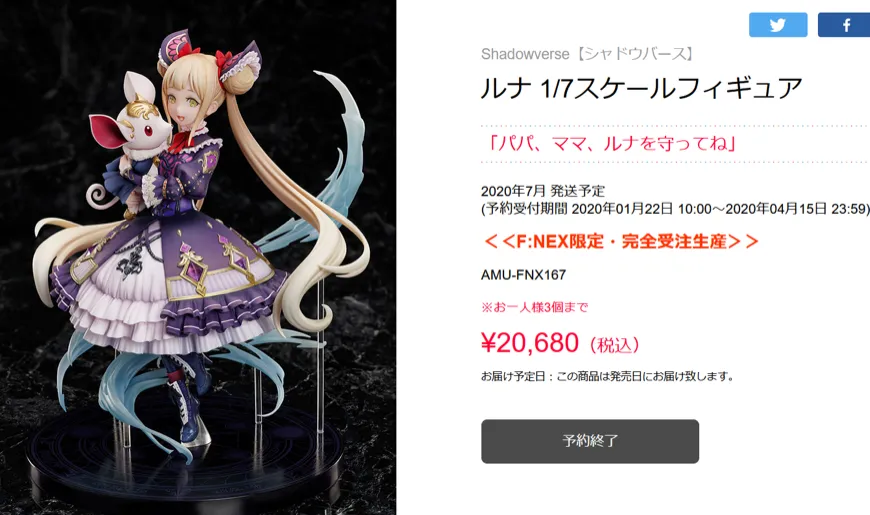 Shadowverse【シャドウバース】
ルナ 1/7スケールフィギュア
「パパ、ママ、ルナを守ってね」
2020年7月 発送予定
(予約受付期間 2020年01月22日 10:00～2020年04月15日 23:59)
＜＜F:NEX限定・完全受注生産＞＞
AMU-FNX167
※お一人様3個まで
¥20,680（税込）
お届け予定日：この商品は発売日にお届け致します。
予約終了